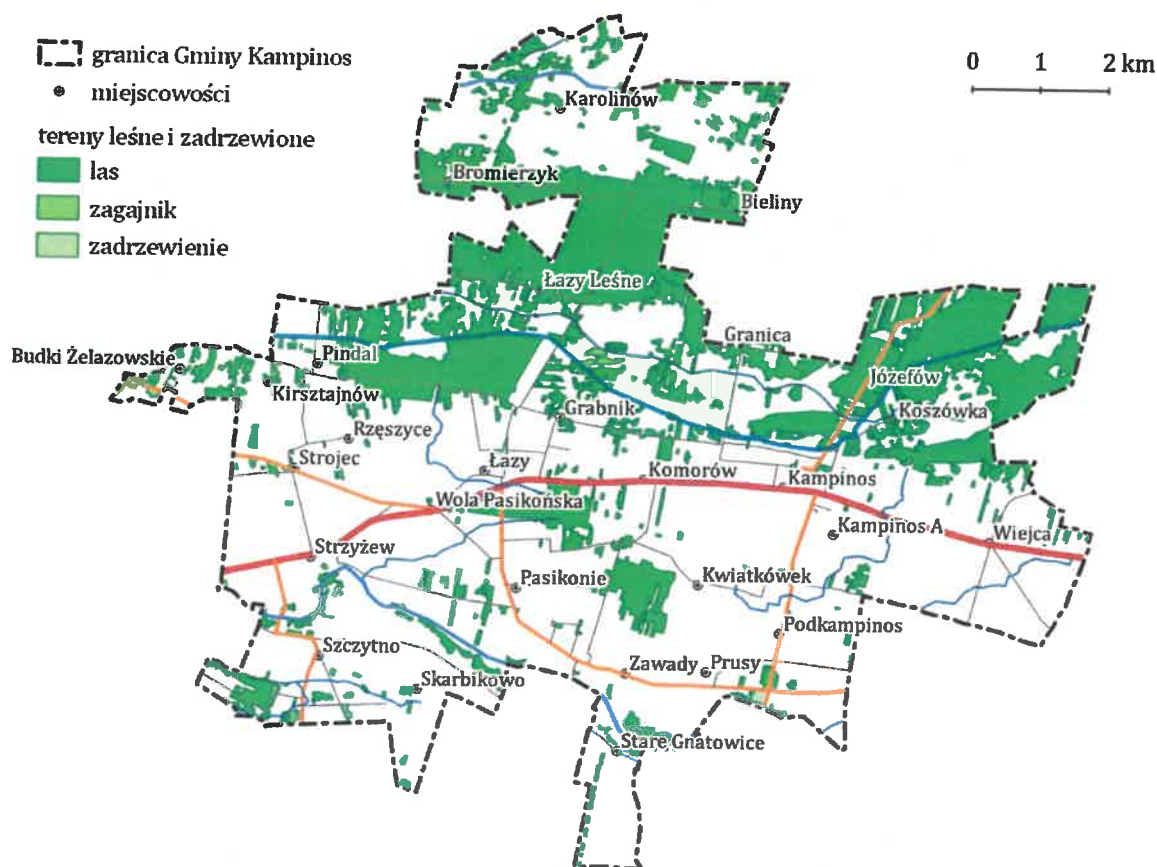 granica Gminy Kampinos
miejscowości
tereny leśne i zadrzewione
las
zagajnik
zadrzewienie
0 1 2 km
Karolinów
Bromierzyk
Bieliny
Łazy Leśne
Granica
Budki Żelazowskie
Pindal
Józefów
Kirsztajnów
Grabnik
Koszówka
Rzęszyce
Strojec
Łazy
Komorów
Kampinos
Wola Pasikońska
Kampinos A
Wiejca
Strzyżew
Pasikonie
Kwiatkówek
Podkampinos
Szczytno
Zawady
Prusy
Skarbikowo
Stare Gnatowice